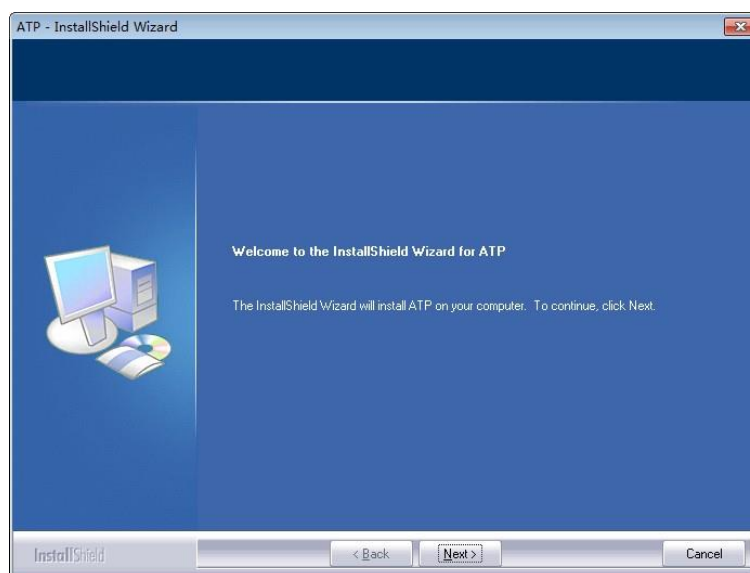 ATP - InstallShield Wizard
Welcome to the InstallShield Wizard for ATP
The InstallShield Wizard will install ATP on your computer.  To continue, click Next.
InstallShield
< Back
Next >
Cancel